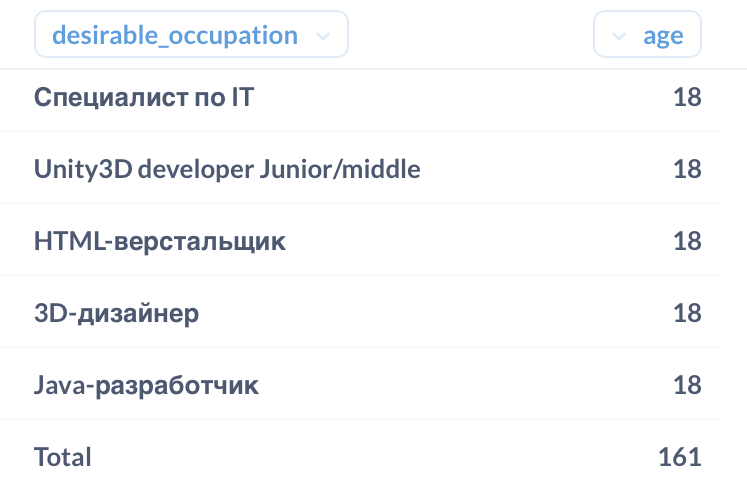 desirable_occupation age
Специалист по IT 18
Unity3D developer Junior/middle 18
HTML-верстальщик 18
3D-дизайнер 18
Java-разработчик 18
Total 161